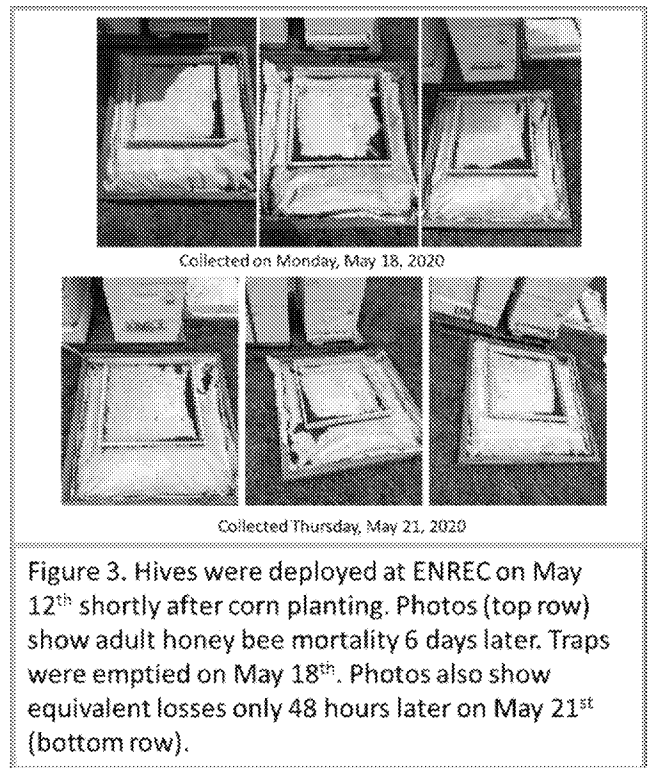 Collected on Monday, May 18, 2020
Collected Thursday, May 21, 2020
Figure 3. Hives were deployed at ENREC on May
12th shortly after corn planting. Photos (top row)
show adult honey bee mortality 6 days later. Traps
were emptied on May 18th. Photos also show
equivalent losses only 48 hours later on May 21st
(bottom row).